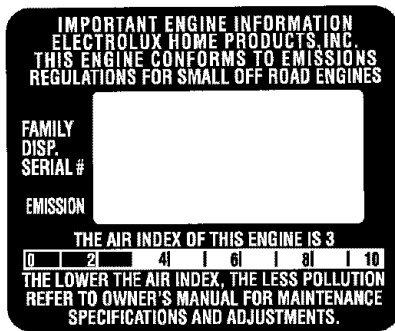 IMPORTANT ENGINE INFORMATION
ELECTROLUX HOME PRODUCTS, INC.
THIS ENGINE CONFORMS TO EMISSIONS
REGULATIONS FOR SMALL OFF ROAD ENGINES
FAMILY
DISP.
SERIAL #
EMISSION
THE AIR INDEX OF THIS ENGINE IS 3
0 2 4 6 8 10
THE LOWER THE AIR INDEX, THE LESS POLLUTION
REFER TO OWNER'S MANUAL FOR MAINTENANCE
SPECIFICATIONS AND ADJUSTMENTS.